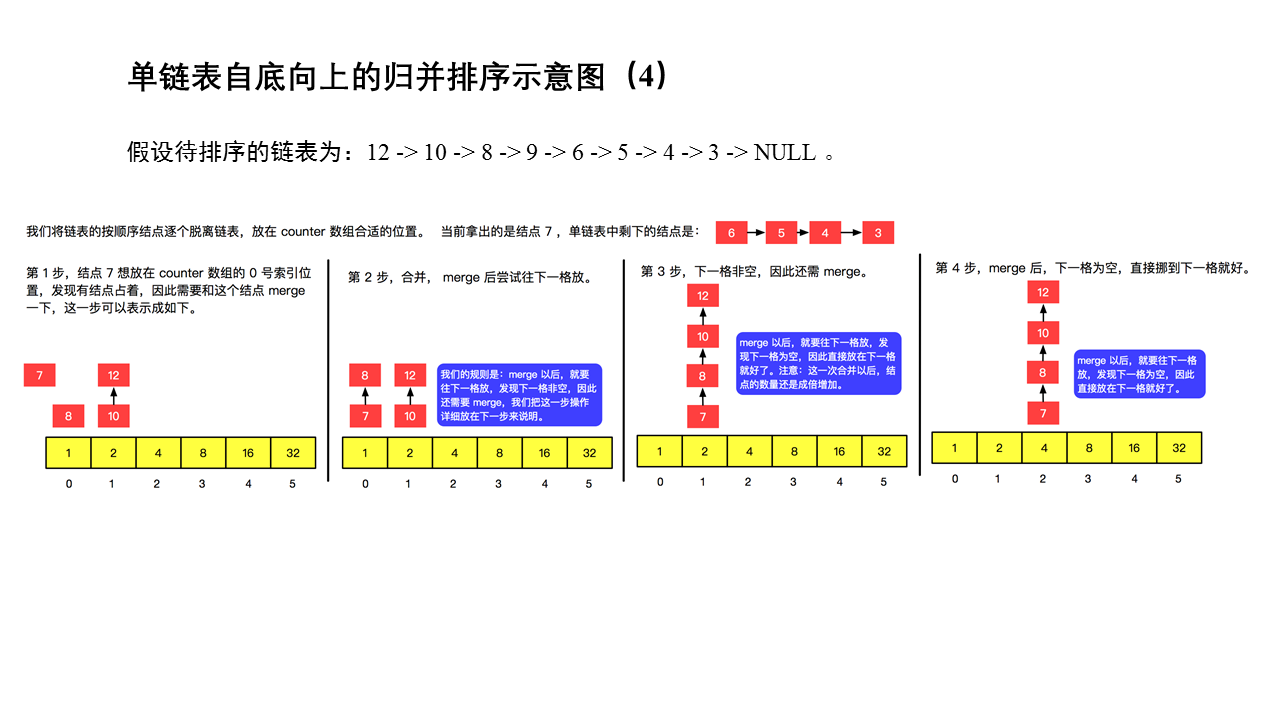 单链表自底向上的归并排序示意图（4）
假设待排序的链表为：12 -> 10 -> 8 -> 9 -> 6 -> 5 -> 4 -> 3 -> NULL 。
我们将链表的按顺序结点逐个脱离链表，放在 counter 数组合适的位置。 当前拿出的是结点 7 ，单链表中剩下的结点是：
6 5 4 3
第 1 步，结点 7 想放在 counter 数组的 0 号索引位
置，发现有结点占着，因此需要和这个结点 merge
一下，这一步可以表示成如下。
7 12
8 10
1 2 4 8 16 32
0 1 2 3 4 5
第 2 步，合并， merge 后尝试往下一格放。
8 12
7 10
我们的规则是：merge 以后，就要
往下一格放，发现下一格非空，因此
还需要 merge，我们把这一步操作
详细放在下一步来说明。
1 2 4 8 16 32
0 1 2 3 4 5
第 3 步，下一格非空，因此还需 merge。
12
10
8
7
merge 以后，就要往下一格放，发
现下一格为空，因此直接放在下一格
就好了。注意：这一次合并以后，结
点的数量还是成倍增加。
1 2 4 8 16 32
0 1 2 3 4 5
第 4 步，merge 后，下一格为空，直接挪到下一格就好。
12
10
8
7
merge 以后，就要往下一格
放，发现下一格为空，因此
直接放在下一格就好了。
1 2 4 8 16 32
0 1 2 3 4 5